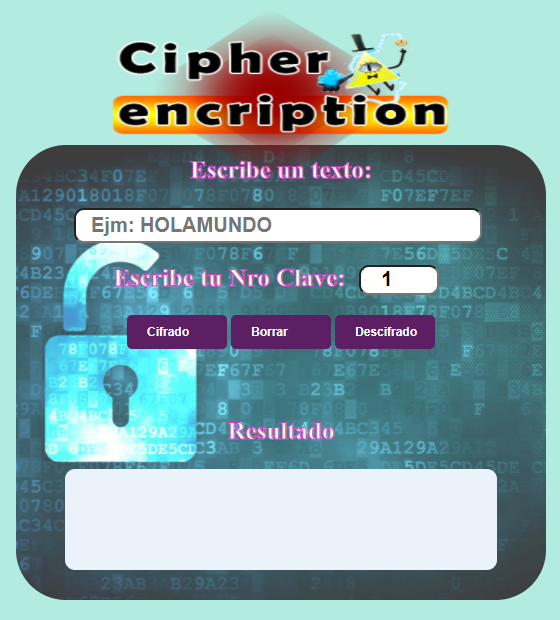 Cipher
encription
Escribe un texto:
Ejm: HOLAMUNDO
Escribe tu Nro Clave: 1
Cifrado Borrar Descifrado
Resultado